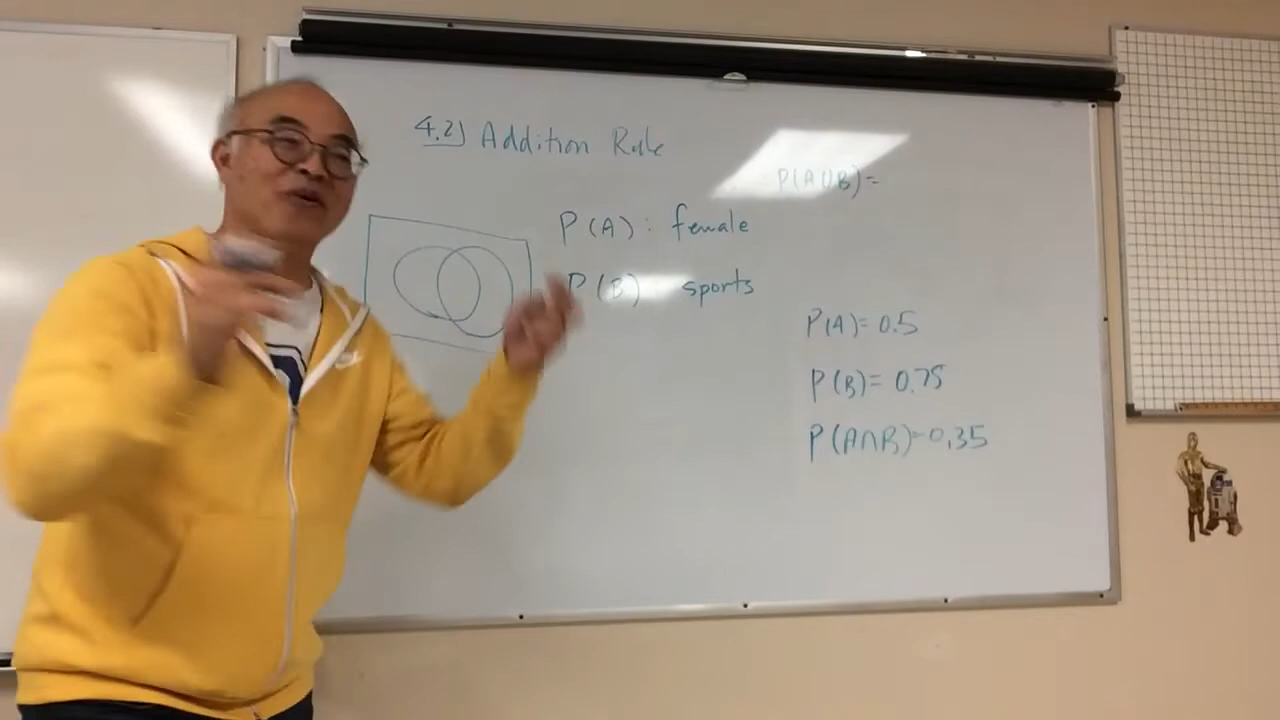 4.2) Addition Rule
P(A∪B)=
P(A): female
P(B) sports
P(A)= 0.5
P(B)= 0.75
P(A∩B)=0.35